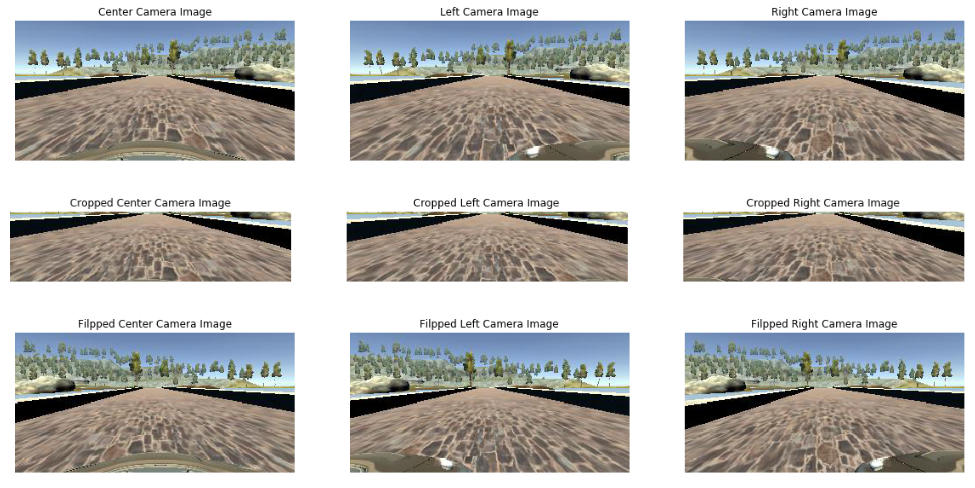 Center Camera Image
Left Camera Image
Right Camera Image
Cropped Center Camera Image
Cropped Left Camera Image
Cropped Right Camera Image
Filpped Center Camera Image
Filpped Left Camera Image
Filpped Right Camera Image